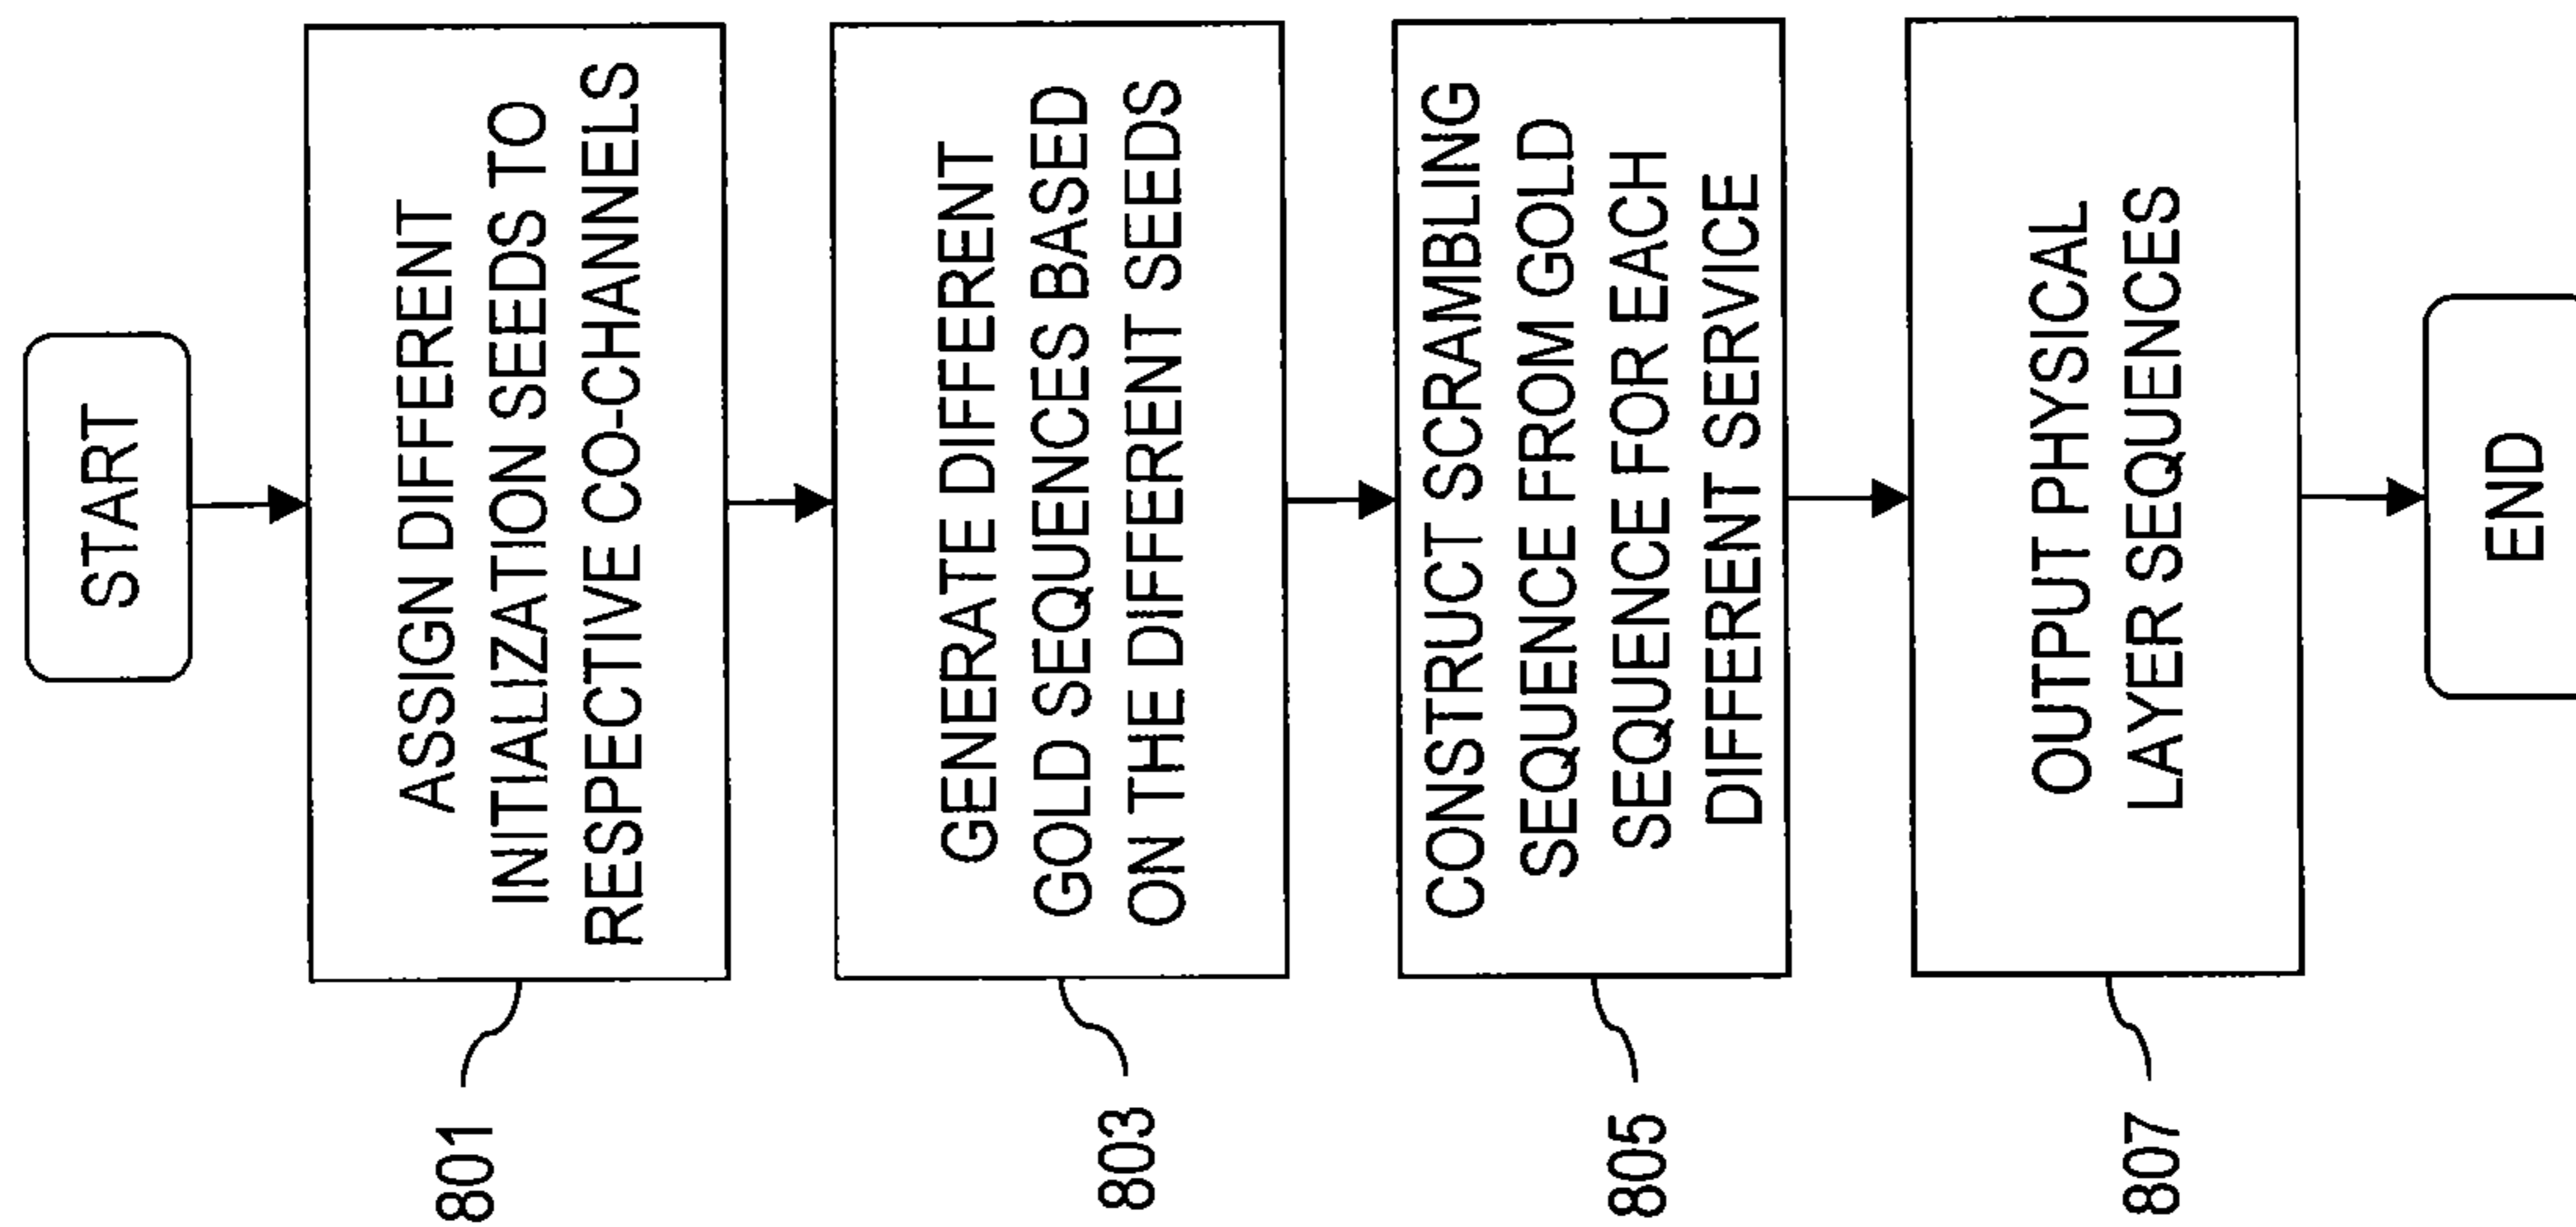 START
ASSIGN DIFFERENT
INITIALIZATION SEEDS TO
RESPECTIVE CO-CHANNELS
801
GENERATE DIFFERENT
GOLD SEQUENCES BASED
ON THE DIFFERENT SEEDS
803
CONSTRUCT SCRAMBLING
SEQUENCE FROM GOLD
SEQUENCE FOR EACH
DIFFERENT SERVICE
805
OUTPUT PHYSICAL
LAYER SEQUENCES
807
END